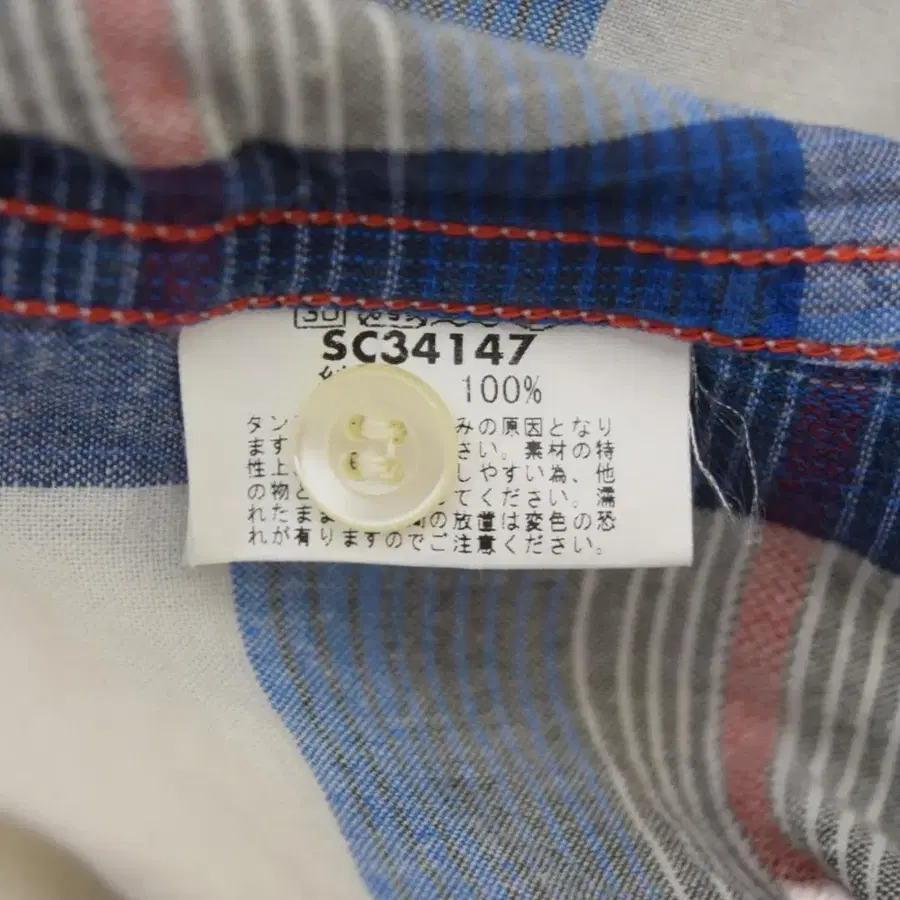 30
SC34147
100%
タン みの原因となり
ます さい。素材の特
性上 しやすい為、他
の物と てください。濡
れたまま の放置は変色の恐
れが有りますのでご注意ください。